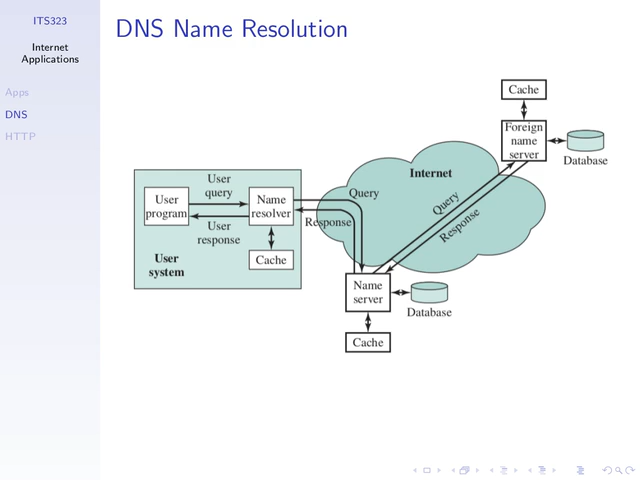 ITS323
Internet
Applications
Apps
DNS
HTTP
DNS Name Resolution
Cache
Foreign
name
server
Database
Internet
User
query
User
program
Name
resolver
User
response
User
system
Cache
Query
Response
Query
Response
Name
server
Database
Cache